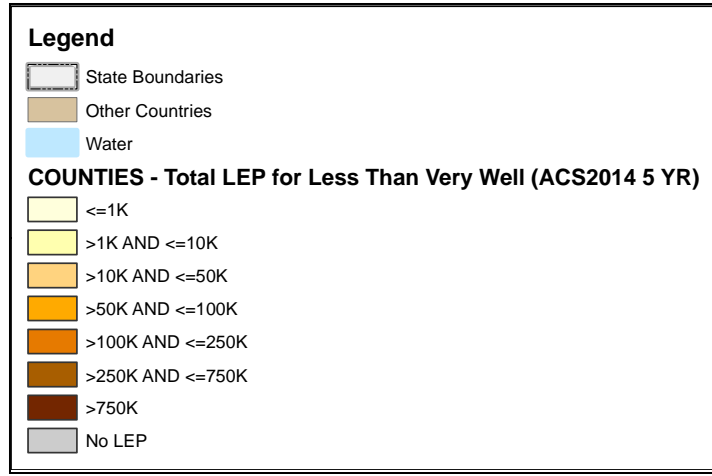 Legend
State Boundaries
Other Countries
Water
COUNTIES - Total LEP for Less Than Very Well (ACS2014 5 YR)
<=1K
>1K AND <=10K
>10K AND <=50K
>50K AND <=100K
>100K AND <=250K
>250K AND <=750K
>750K
No LEP